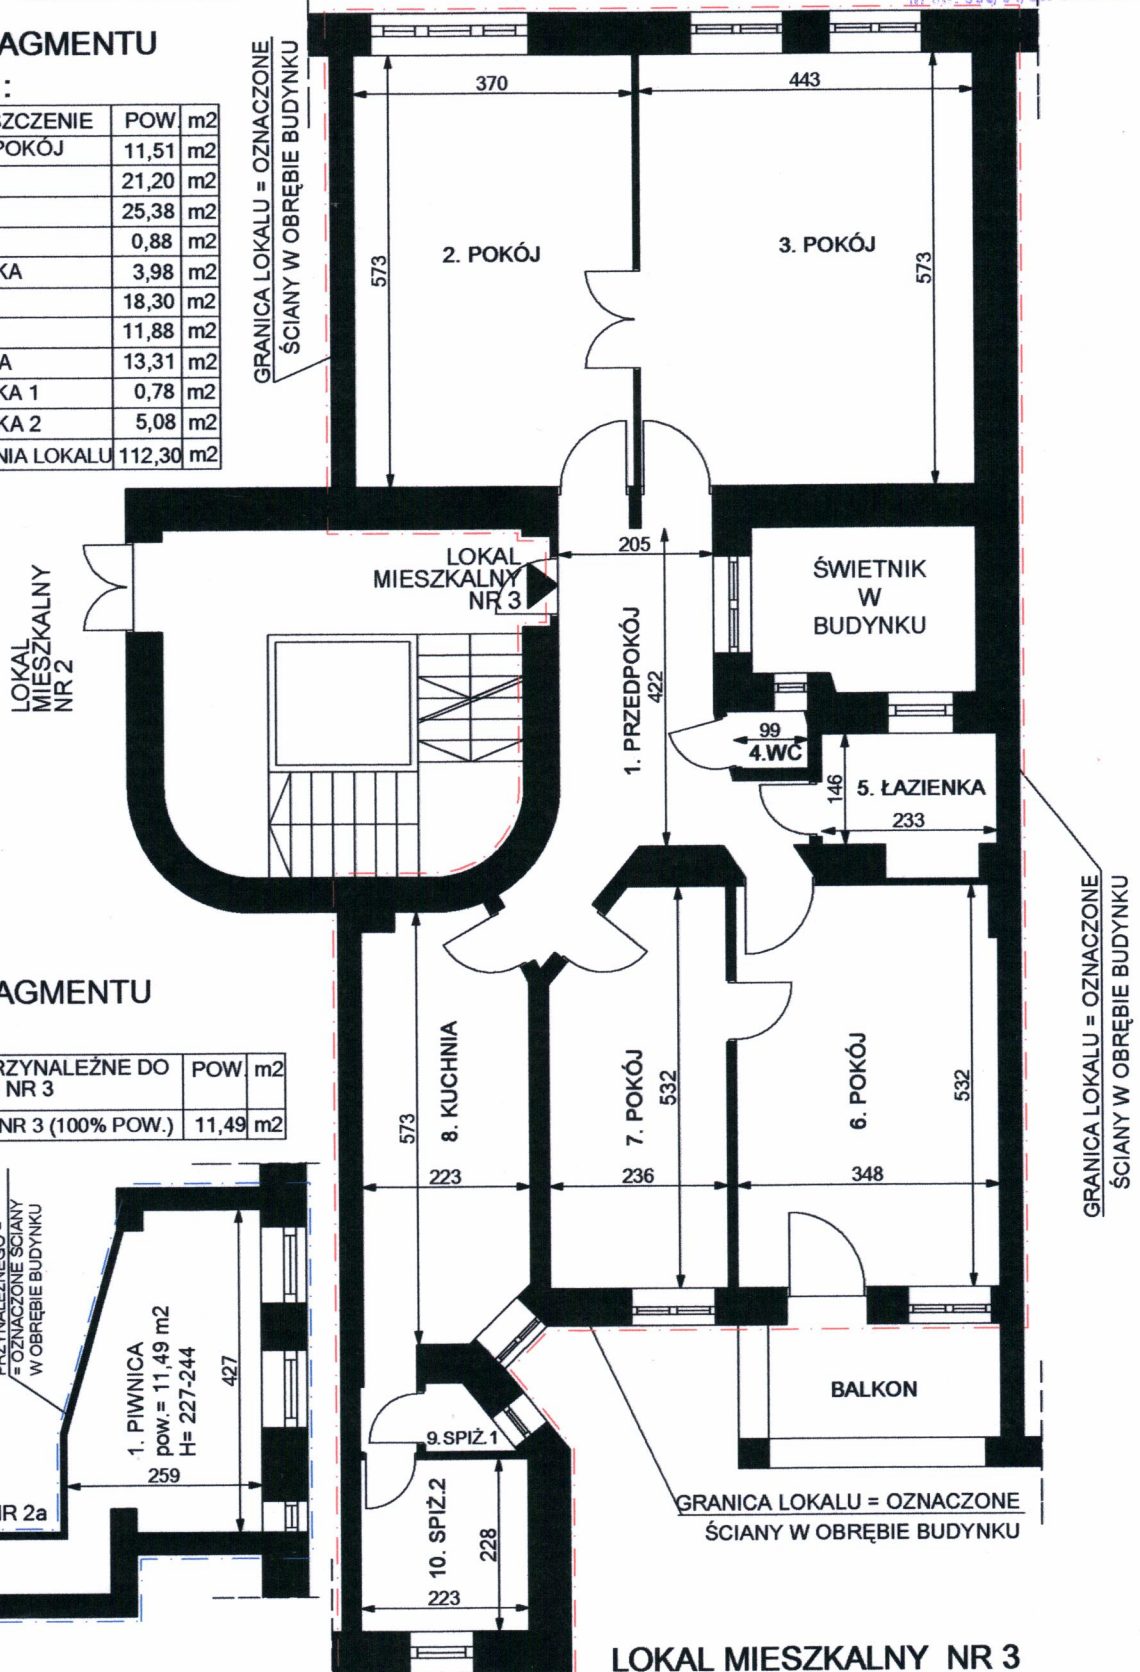 AGMENTU
:
SZCZENIE POW. m2
POKÓJ 11,51 m2
21,20 m2
25,38 m2
0,88 m2
KA 3,98 m2
18,30 m2
11,88 m2
A 13,31 m2
KA 1 0,78 m2
KA 2 5,08 m2
NIA LOKALU 112,30 m2
GRANICA LOKALU = OZNACZONE
ŚCIANY W OBRĘBIE BUDYNKU
370
443
573
2. POKÓJ
3. POKÓJ
573
LOKAL
MIESZKALNY
NR 2
LOKAL
MIESZKALNY
NR 3
205
1. PRZEDPOKÓJ
422
ŚWIETNIK
W
BUDYNKU
99
4.WC
146
5. ŁAZIENKA
233
GRANICA LOKALU = OZNACZONE
ŚCIANY W OBRĘBIE BUDYNKU
AGMENTU
RZYNALEŻNE DO
NR 3
POW. m2
NR 3 (100% POW.) 11,49 m2
573
8. KUCHNIA
223
7. POKÓJ
532
236
6. POKÓJ
532
348
= OZNACZONE ŚCIANY
W OBRĘBIE BUDYNKU
1. PIWNICA
pow.= 11,49 m2
H= 227-244
427
259
NR 2a
BALKON
9.SPIŻ.1
10. SPIŻ.2
228
223
GRANICA LOKALU = OZNACZONE
ŚCIANY W OBRĘBIE BUDYNKU
LOKAL MIESZKALNY NR 3